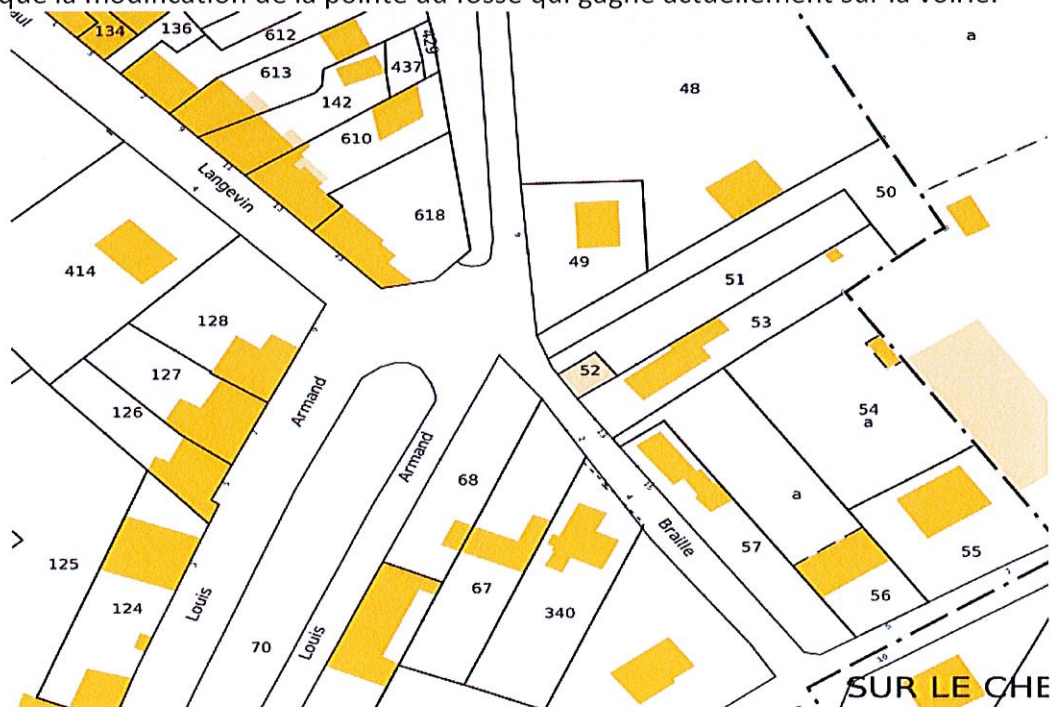 que la modification de la pointe du fossé qui gagne actuellement sur la voirie.
aul
134
136
612
429
a
613
437
48
142
610
50
Langevin
618
414
49
51
128
53
127
52
Armand
126
54
a
Armand
68
a
Braille
55
125
57
67
56
124
340
Louis
70
Louis
SUR LE CHE